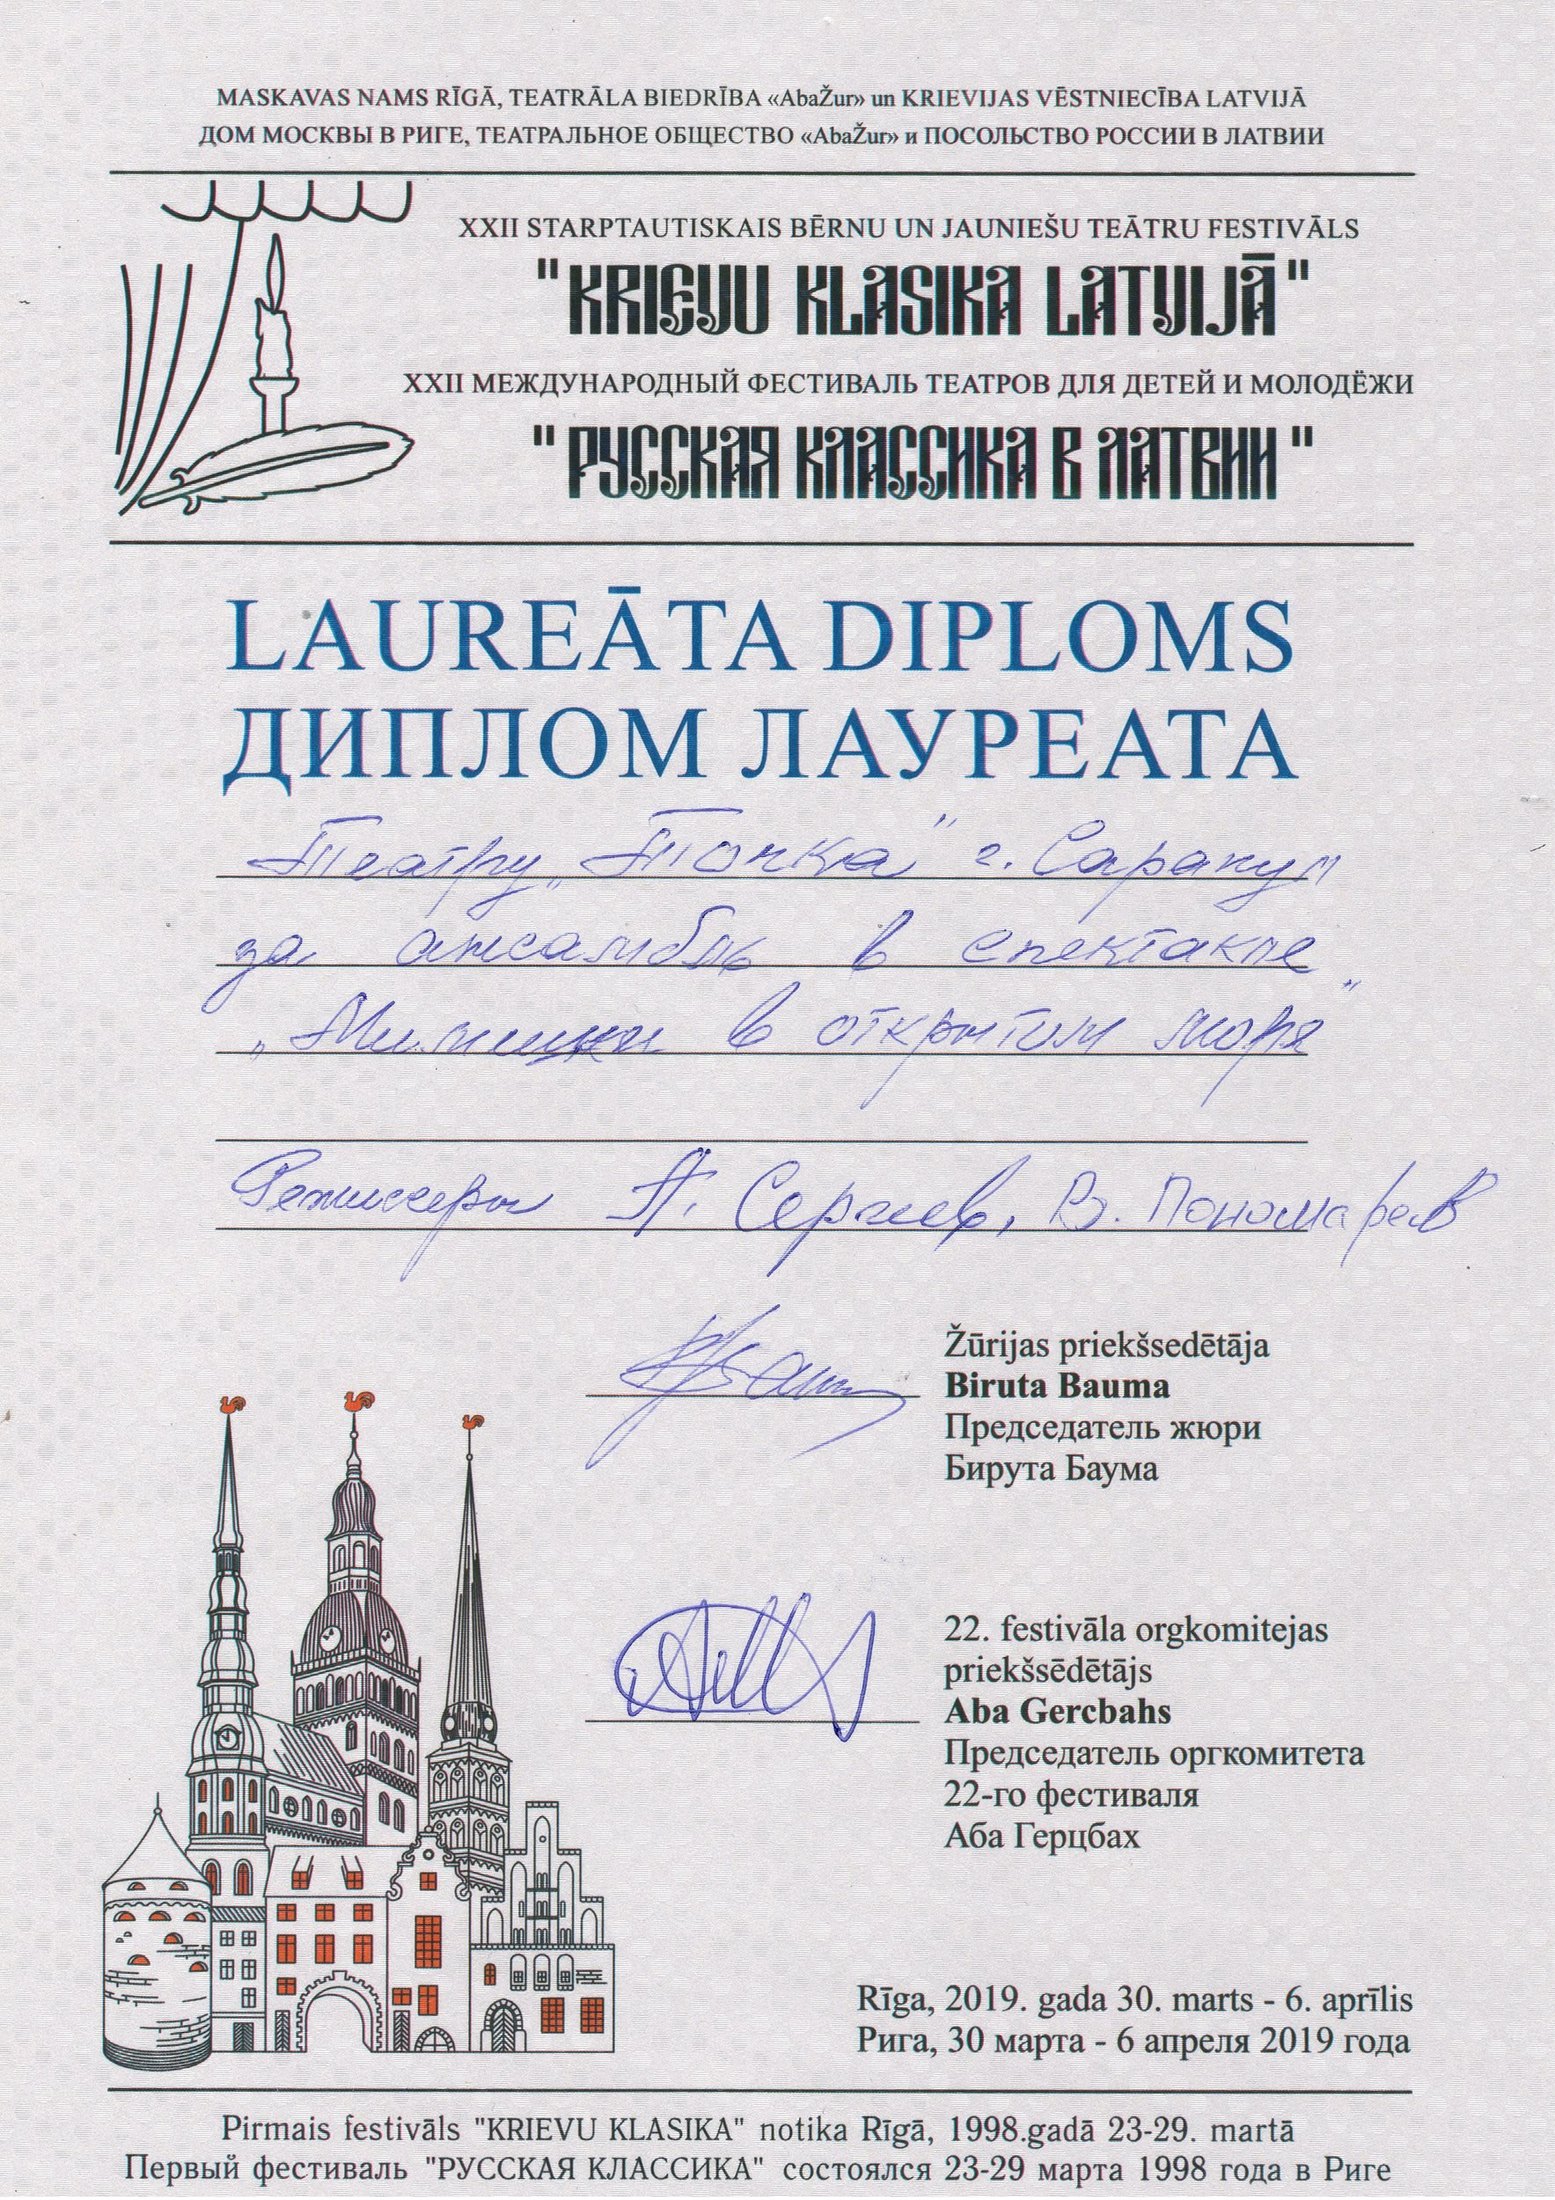 MASKAVAS NAMS RĪGĀ, TEATRĀLA BIEDRĪBA «AbaŽur» un KRIEVIJAS VĒSTNIECĪBA LATVIJĀ
ДОМ МОСКВЫ В РИГЕ, ТЕАТРАЛЬНОЕ ОБЩЕСТВО «AbaŽur» и ПОСОЛЬСТВО РОССИИ В ЛАТВИИ
XXII STARPTAUTISKAIS BĒRNU UN JAUNIEŠU TEĀTRU FESTIVĀLS
"KRIEVU KLASIKA LATVIJĀ"
XXII МЕЖДУНАРОДНЫЙ ФЕСТИВАЛЬ ТЕАТРОВ ДЛЯ ДЕТЕЙ И МОЛОДЁЖИ
"РУССКАЯ КЛАССИКА В ЛАТВИИ"
LAUREĀTA DIPLOMS
ДИПЛОМ ЛАУРЕАТА
Театру „Точка" г. Сарапул
за ансамбль в спектакле
в открытом море"
Режиссеры А. Сергеев, В. Пономарев
Žūrijas priekšsedētāja
Biruta Bauma
Председатель жюри
Бирута Баума
22. festivāla orgkomitejas
priekšsēdētājs
Aba Gercbahs
Председатель оргкомитета
22-го фестиваля
Аба Герцбах
Rīga, 2019. gada 30. marts - 6. aprīlis
Рига, 30 марта - 6 апреля 2019 года
Pirmais festivāls "KRIEVU KLASIKA" notika Rīgā, 1998.gadā 23-29. martā
Первый фестиваль "РУССКАЯ КЛАССИКА" состоялся 23-29 марта 1998 года в Риге